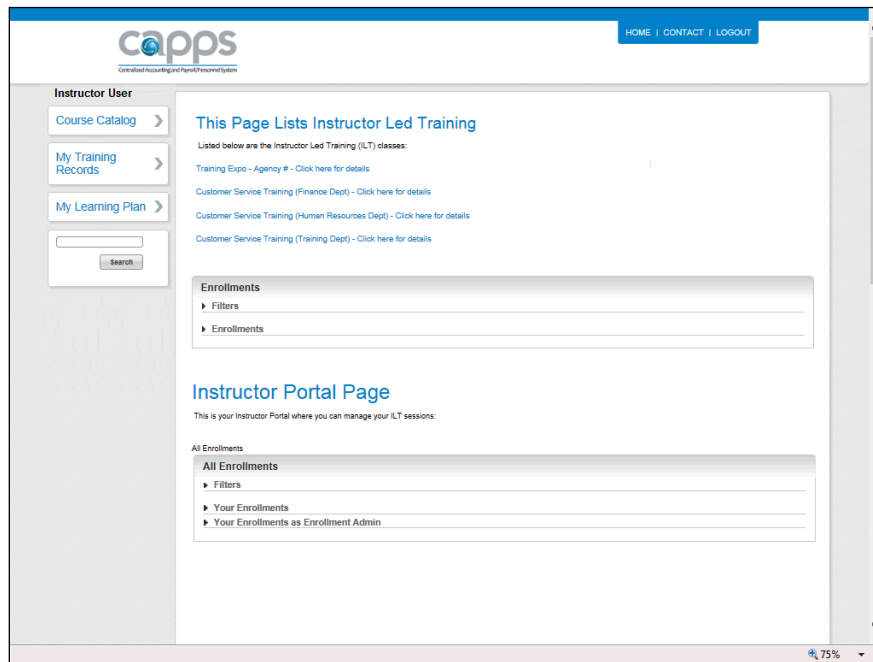 HOME | CONTACT | LOGOUT
capps
Centralized Accounting and Payroll/Personnel System
Instructor User
Course Catalog
My Training
Records
My Learning Plan
Search
This Page Lists Instructor Led Training
Listed below are the Instructor Led Training (ILT) classes:
Training Expo - Agency # - Click here for details
Customer Service Training (Finance Dept) - Click here for details
Customer Service Training (Human Resources Dept) - Click here for details
Customer Service Training (Training Dept) - Click here for details
Enrollments
Filters
Enrollments
Instructor Portal Page
This is your Instructor Portal where you can manage your ILT sessions:
All Enrollments
All Enrollments
Filters
Your Enrollments
Your Enrollments as Enrollment Admin
75%